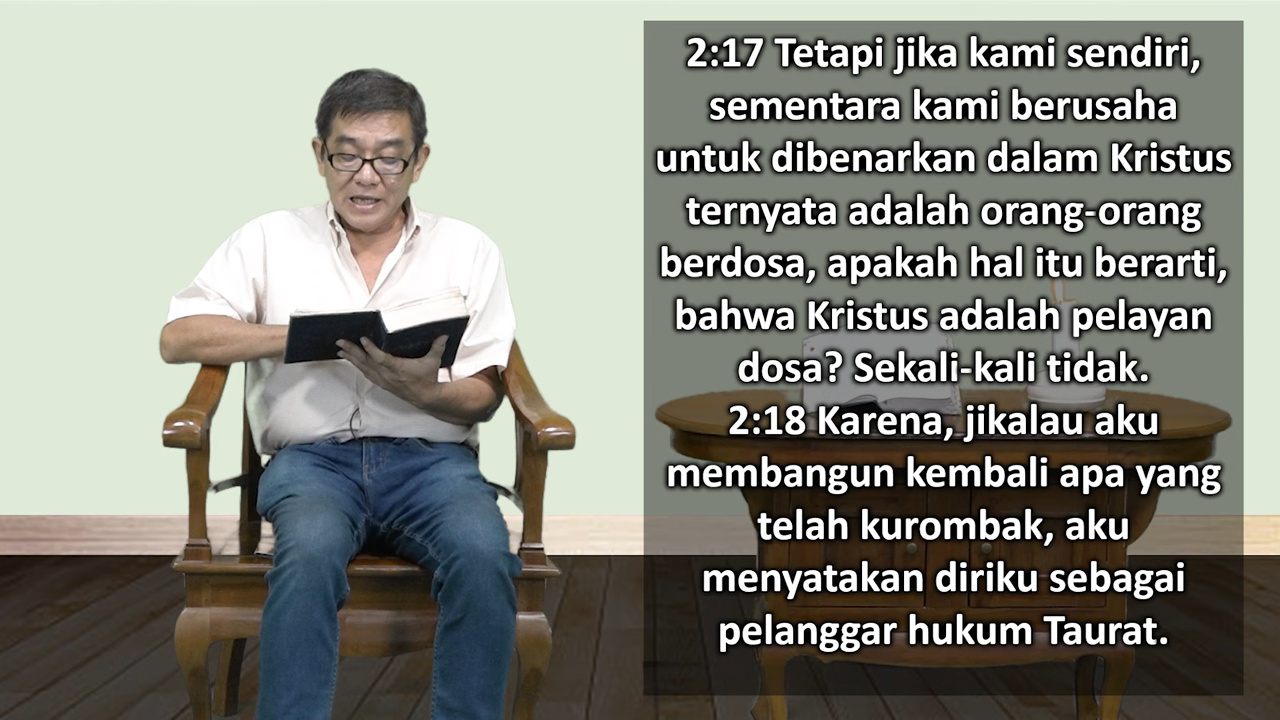 2:17 Tetapi jika kami sendiri,
sementara kami berusaha
untuk dibenarkan dalam Kristus
ternyata adalah orang-orang
berdosa, apakah hal itu berarti,
bahwa Kristus adalah pelayan
dosa? Sekali-kali tidak.
2:18 Karena, jikalau aku
membangun kembali apa yang
telah kurombak, aku
menyatakan diriku sebagai
pelanggar hukum Taurat.